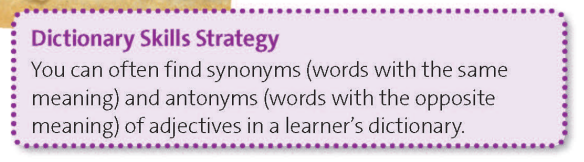 Dictionary Skills Strategy
You can often find synonyms (words with the same
meaning) and antonyms (words with the opposite
meaning) of adjectives in a learner's dictionary.